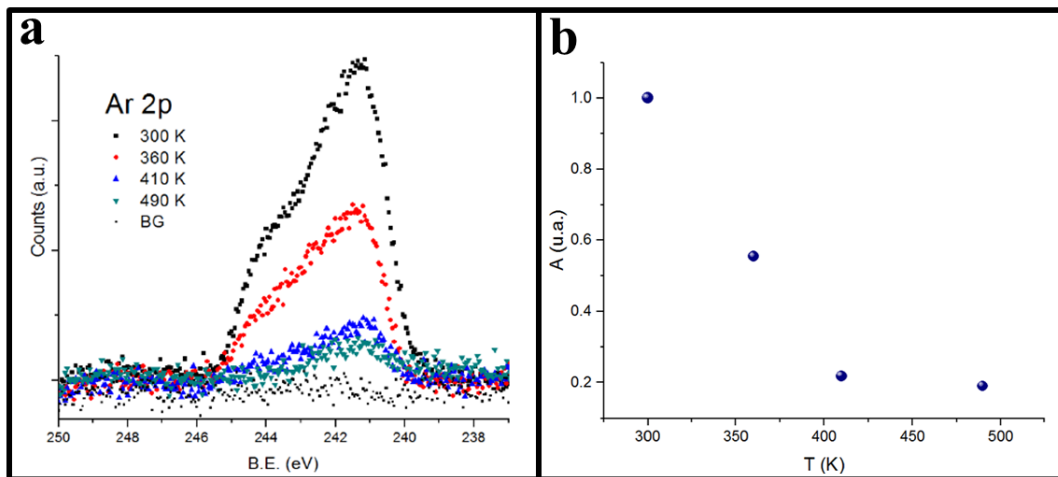 a
Ar 2p
300 K
360 K
410 K
490 K
BG
Counts (a.u.)
250 248 246 244 242 240 238
B.E. (eV)
b
1.0
0.8
0.6
0.4
0.2
A (u.a.)
300 350 400 450 500
T (K)